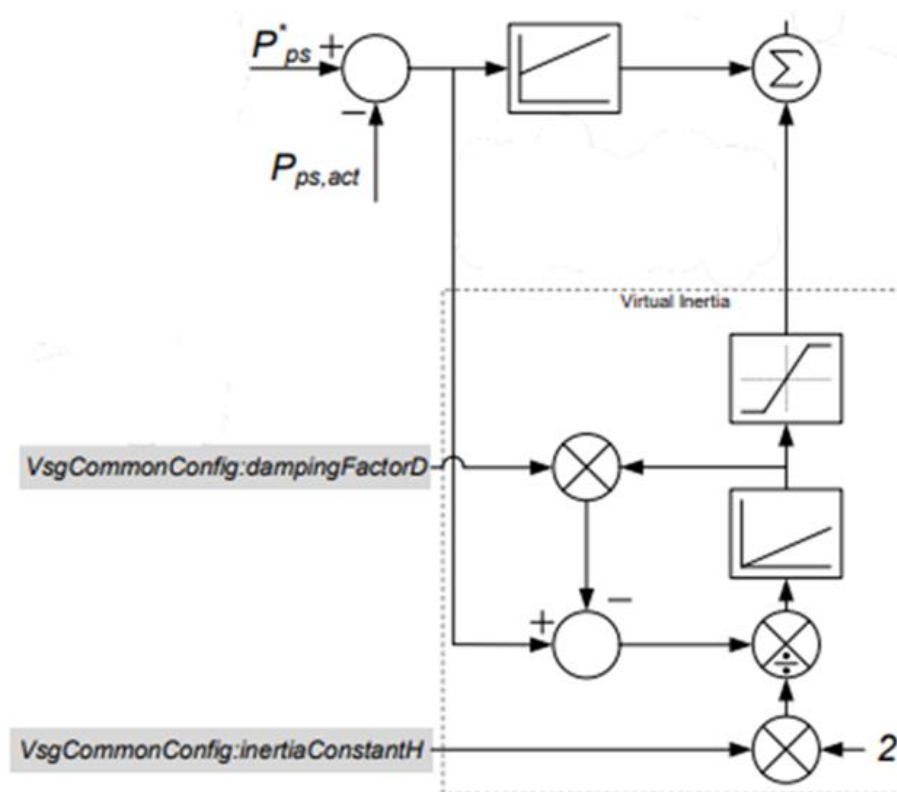 P*ps +
−
Pps,act
Σ
Virtual Inertia
VsgCommonConfig:dampingFactorD
−
+
÷
VsgCommonConfig:inertiaConstantH
2